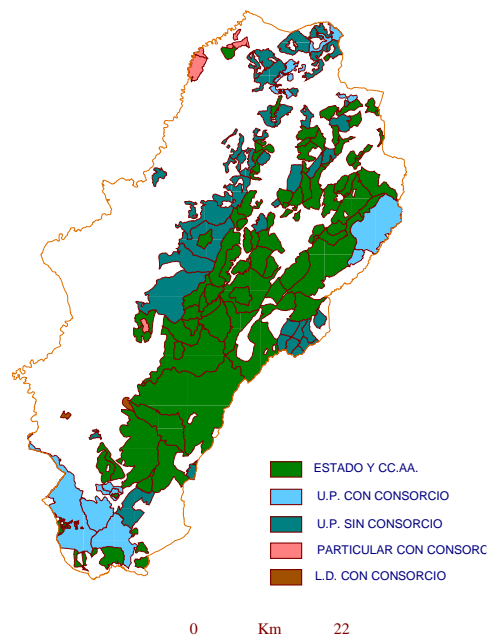 ESTADO Y CC.AA.
U.P. CON CONSORCIO
U.P. SIN CONSORCIO
PARTICULAR CON CONSORC
L.D. CON CONSORCIO
0 Km 22